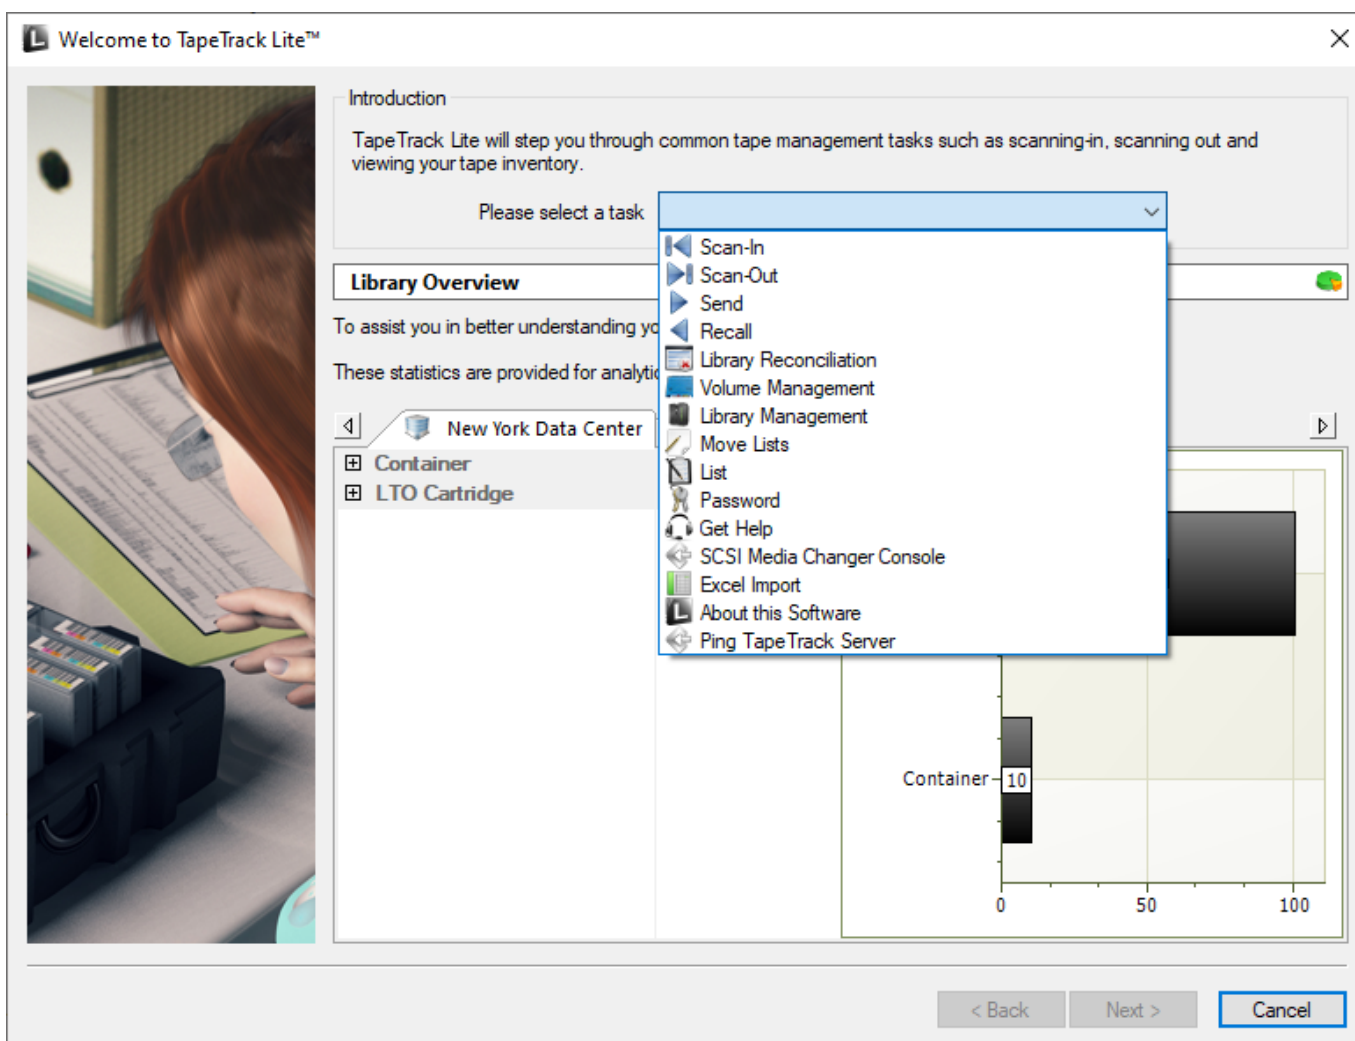 Welcome to TapeTrack Lite™
Introduction
TapeTrack Lite will step you through common tape management tasks such as scanning-in, scanning out and
viewing your tape inventory.
Please select a task
Scan-In
Scan-Out
Send
Recall
Library Reconciliation
Volume Management
Library Management
Move Lists
List
Password
Get Help
SCSI Media Changer Console
Excel Import
About this Software
Ping TapeTrack Server
Library Overview
To assist you in better understanding
These statistics are provided for
New York Data Center
Container
LTO Cartridge
Container
10
0 50 100
< Back Next > Cancel